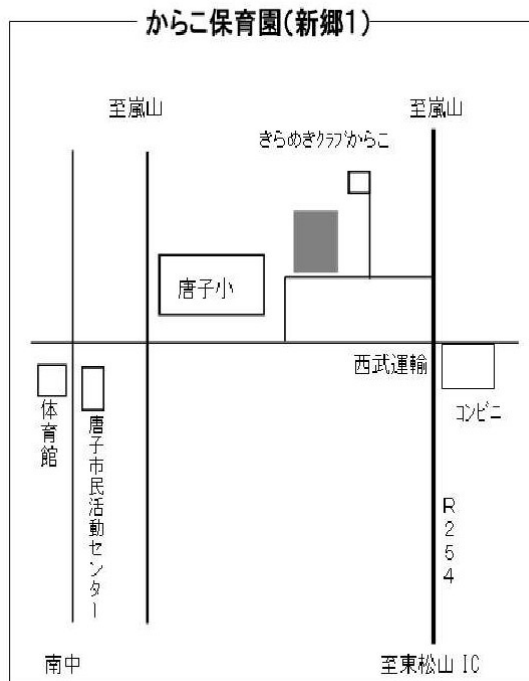 からこ保育園(新郷1)
至嵐山
至嵐山
きらめきクラブからこ
唐子小
西武運輸
コンビニ
体育館
唐子市民活動センター
R254
南中
至東松山 IC